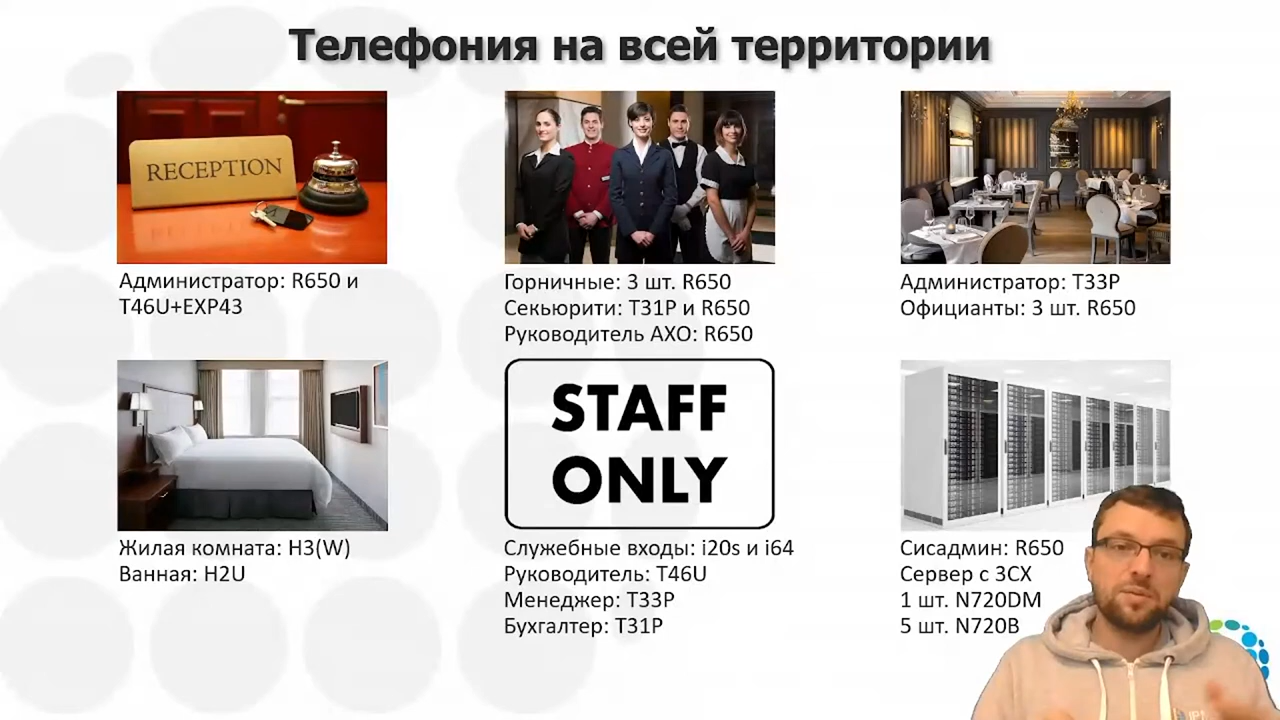 Телефония на всей территории
RECEPTION
Администратор: R650 и
T46U+EXP43
Горничные: 3 шт. R650
Секьюрити: T31P и R650
Руководитель АХО: R650
Администратор: T33P
Официанты: 3 шт. R650
Жилая комната: H3(W)
Ванная: H2U
STAFF
ONLY
Служебные входы: i20s и i64
Руководитель: T46U
Менеджер: T33P
Бухгалтер: T31P
Сисадмин: R650
Сервер с 3CX
1 шт. N720DM
5 шт. N720B